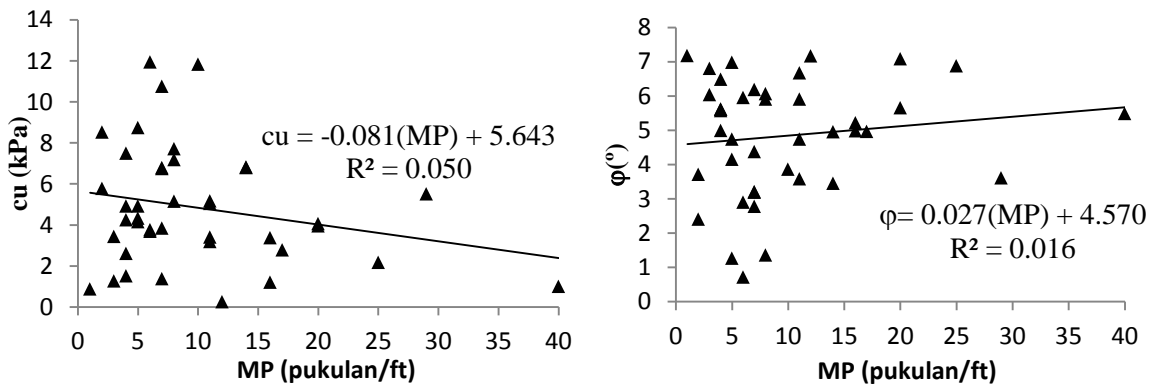 14
12
10
8
6
4
2
0
cu (kPa)
cu = -0.081(MP) + 5.643
R² = 0.050
0 5 10 15 20 25 30 35 40
MP (pukulan/ft)
8
7
6
5
4
3
2
1
0
φ(º)
φ= 0.027(MP) + 4.570
R² = 0.016
0 5 10 15 20 25 30 35 40
MP (pukulan/ft)